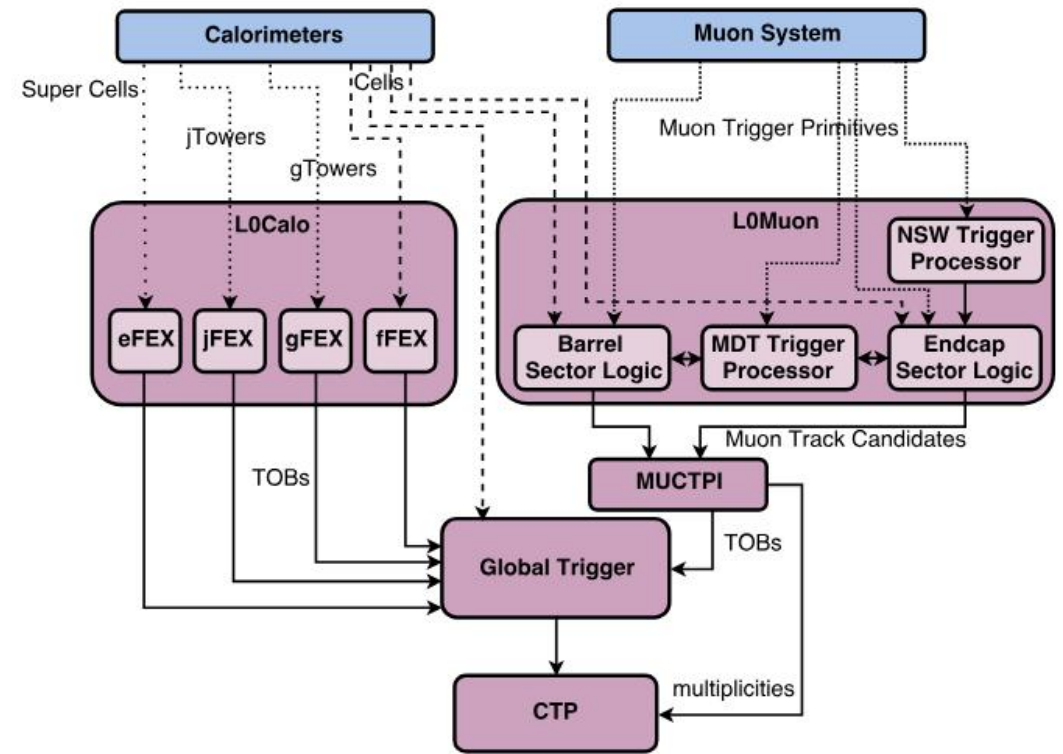 Calorimeters
Muon System
Super Cells
Cells
jTowers
Muon Trigger Primitives
gTowers
L0Calo
L0Muon
NSW Trigger
Processor
eFEX
jFEX
gFEX
fFEX
Barrel
Sector Logic
MDT Trigger
Processor
Endcap
Sector Logic
Muon Track Candidates
TOBs
MUCTPI
TOBs
Global Trigger
multiplicities
CTP